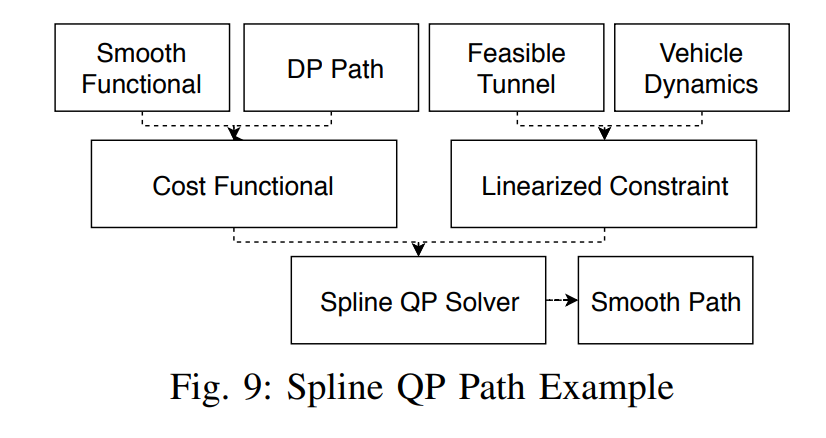 Smooth
Functional
DP Path
Feasible
Tunnel
Vehicle
Dynamics
Cost Functional
Linearized Constraint
Spline QP Solver
Smooth Path
Fig. 9: Spline QP Path Example